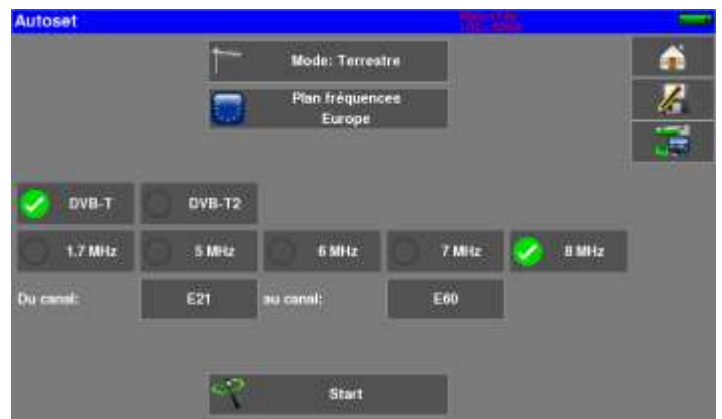 Autoset
Mode: Terrestre
Plan fréquences
Europe
DVB-T DVB-T2
1.7 MHz 5 MHz 6 MHz 7 MHz 8 MHz
Du canal: E21 au canal: E60
Start